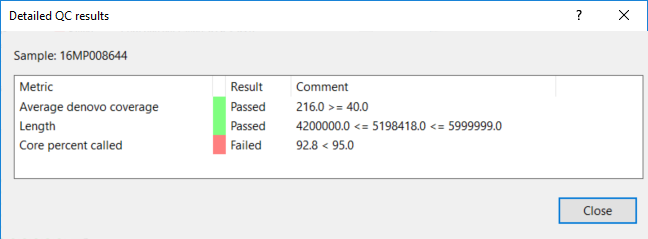 Detailed QC results
Sample: 16MP008644
Metric Result Comment
Average denovo coverage Passed 216.0 >= 40.0
Length Passed 4200000.0 <= 5198418.0 <= 5999999.0
Core percent called Failed 92.8 < 95.0
Close